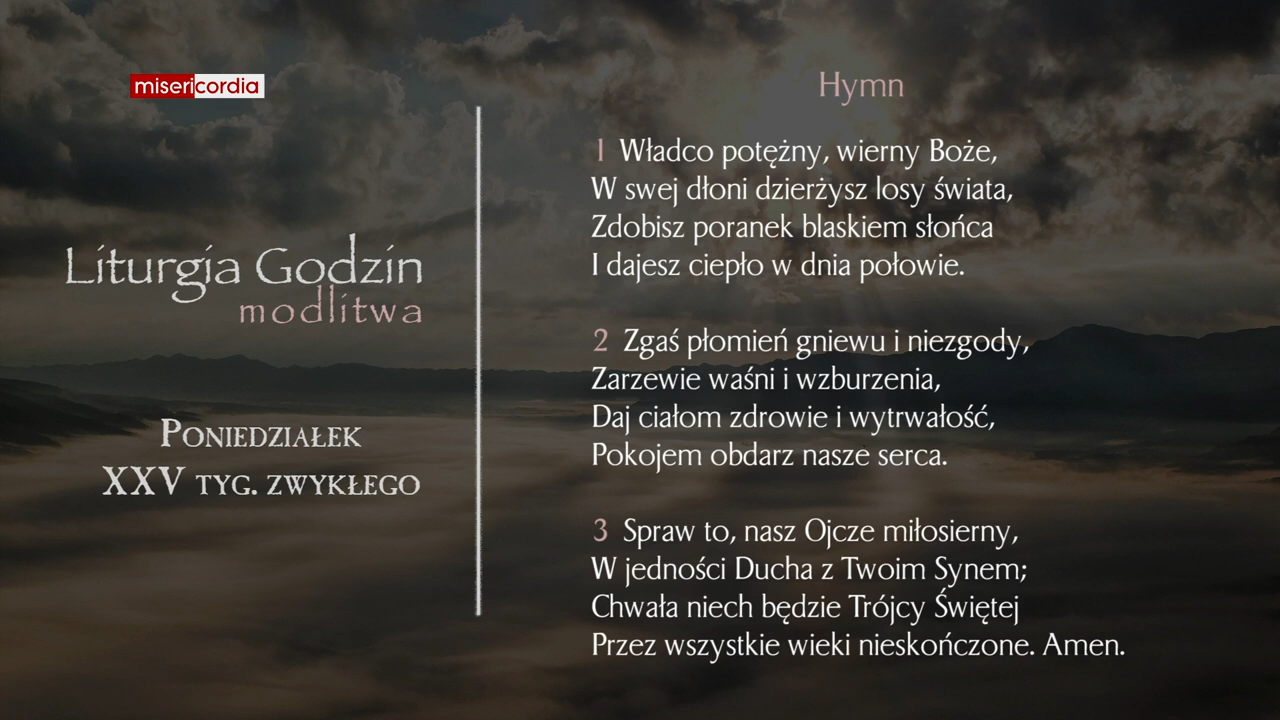 misericordia
Liturgia Godzin
modlitwa
Poniedziałek
XXV tyg. zwykłego
Hymn
1 Władco potężny, wierny Boże,
W swej dłoni dzierżysz losy świata,
Zdobisz poranek blaskiem słońca
I dajesz ciepło w dnia połowie.
2 Zgaś płomień gniewu i niezgody,
Zarzewie waśni i wzburzenia,
Daj ciałom zdrowie i wytrwałość,
Pokojem obdarz nasze serca.
3 Spraw to, nasz Ojcze miłosierny,
W jedności Ducha z Twoim Synem;
Chwała niech będzie Trójcy Świętej
Przez wszystkie wieki nieskończone. Amen.